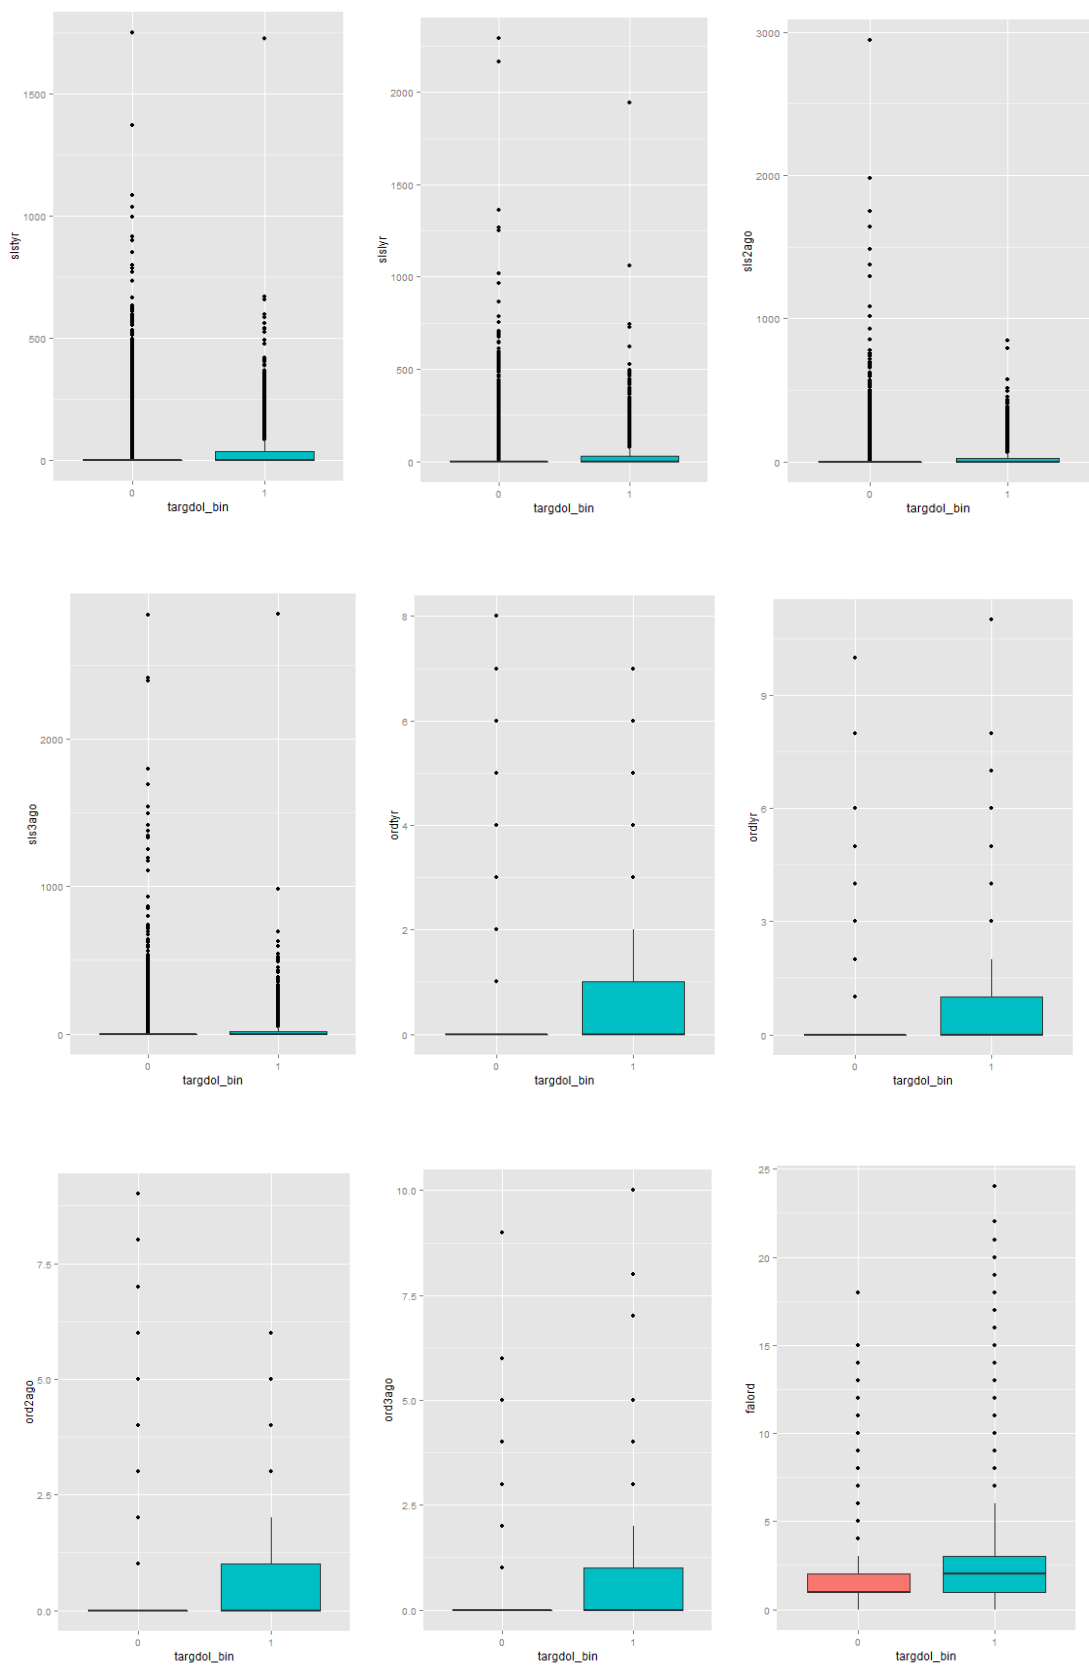 slstyr
1500
1000
500
0
0 1
targdol_bin
slslyr
2000
1500
1000
500
0
0 1
targdol_bin
sls2ago
3000
2000
1000
0
0 1
targdol_bin
sls3ago
2000
1000
0
0 1
targdol_bin
ordtyr
8
6
4
2
0
0 1
targdol_bin
ordlyr
9
6
3
0
0 1
targdol_bin
ord2ago
7.5
5.0
2.5
0.0
0 1
targdol_bin
ord3ago
10.0
7.5
5.0
2.5
0.0
0 1
targdol_bin
falord
25
20
15
10
5
0
0 1
targdol_bin